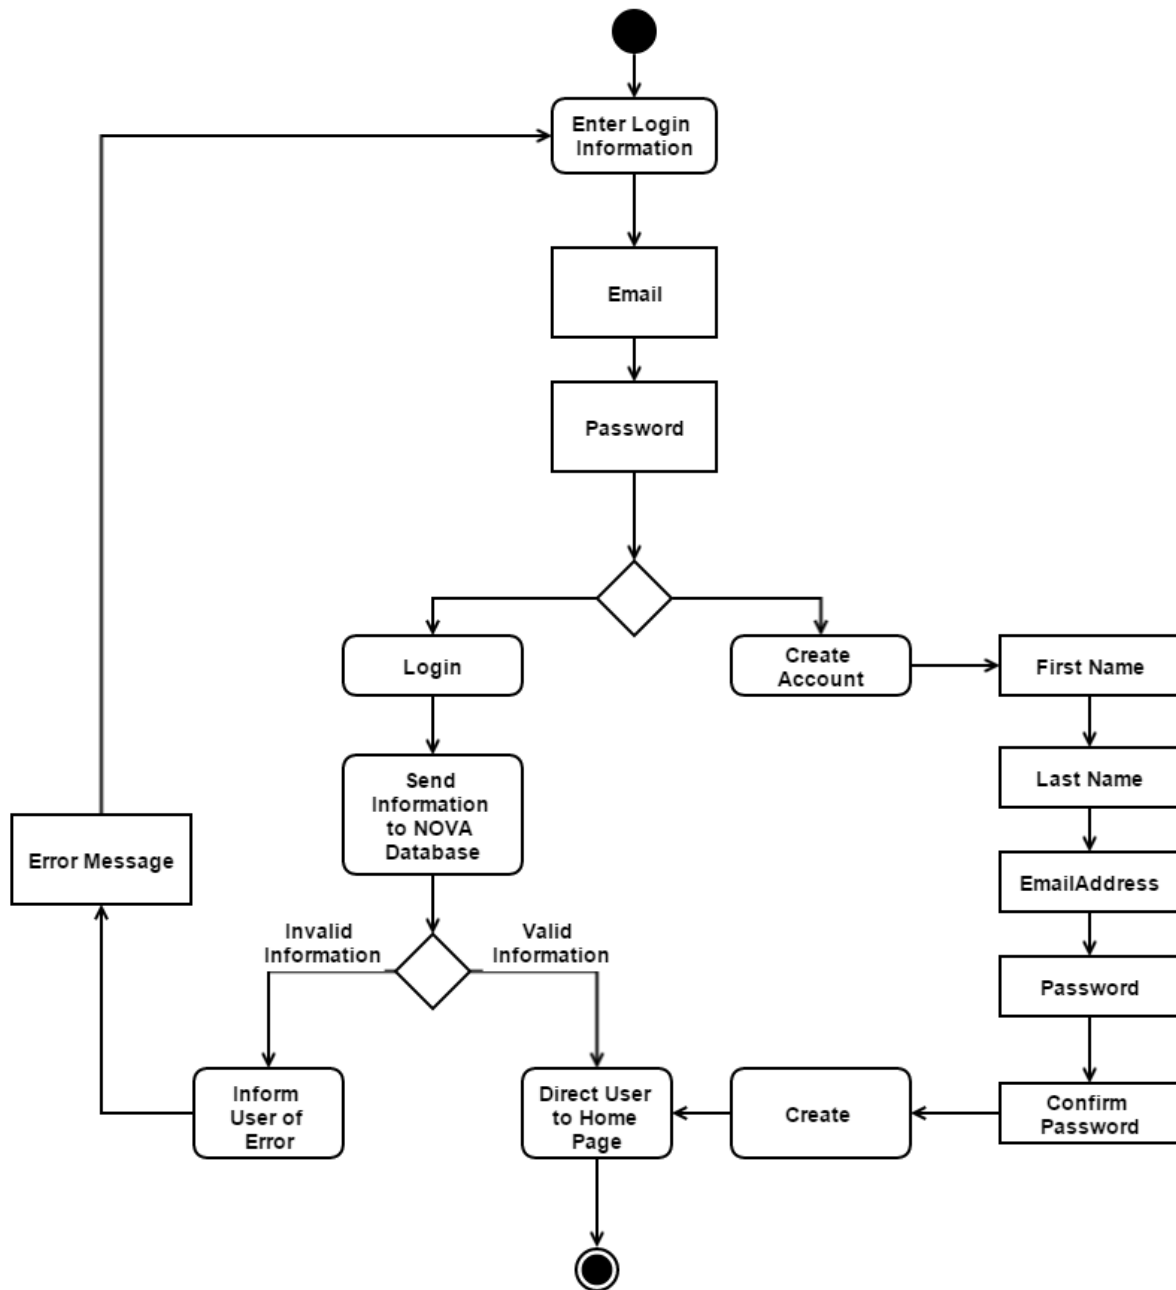 Enter Login
Information
Email
Password
Login
Create
Account
First Name
Send
Information
to NOVA
Database
Last Name
Error Message
EmailAddress
Invalid
Information
Valid
Information
Password
Inform
User of
Error
Direct User
to Home
Page
Create
Confirm
Password